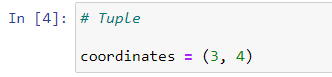 In [4]: # Tuple
coordinates = (3, 4)